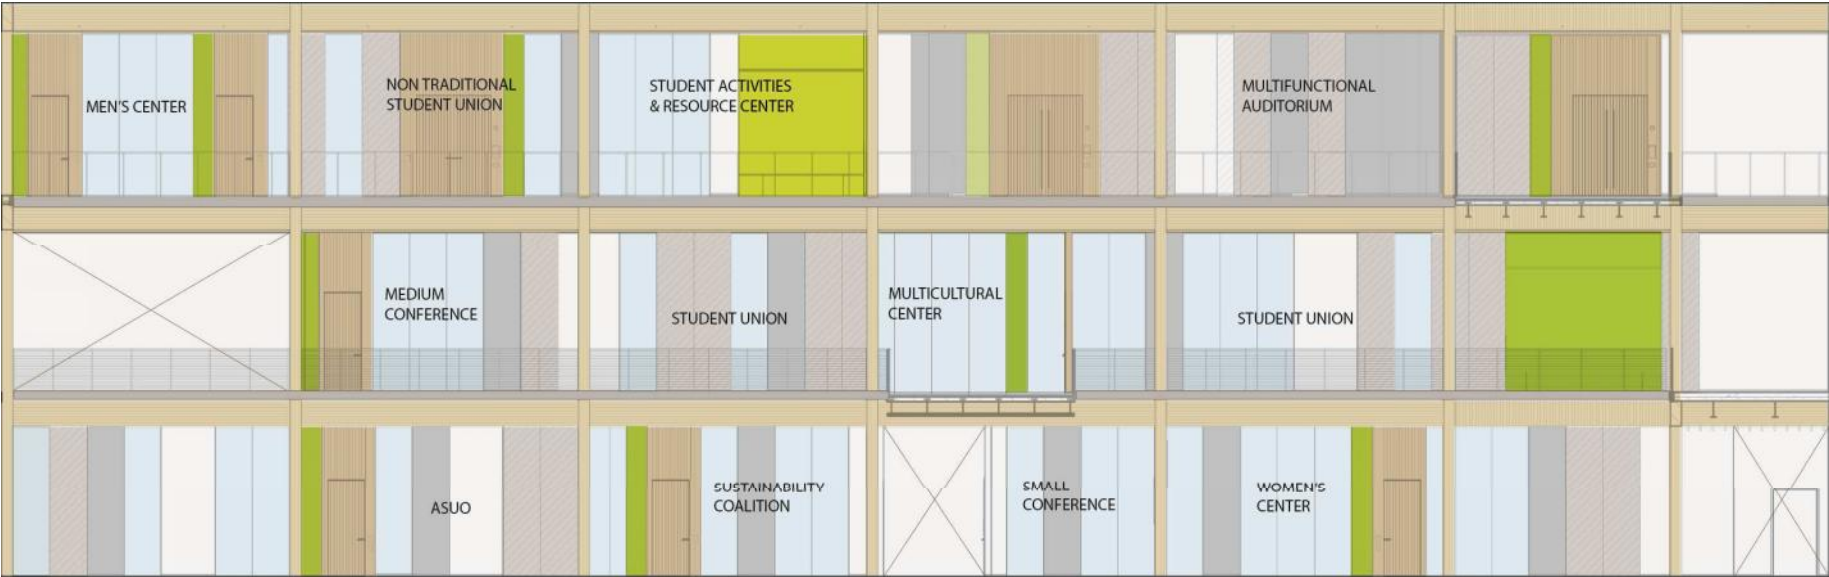 MEN'S CENTER
NON TRADITIONAL
STUDENT UNION
STUDENT ACTIVITIES
& RESOURCE CENTER
MULTIFUNCTIONAL
AUDITORIUM
MEDIUM
CONFERENCE
STUDENT UNION
MULTICULTURAL
CENTER
STUDENT UNION
ASUO
SUSTAINABILITY
COALITION
SMALL
CONFERENCE
WOMEN'S
CENTER